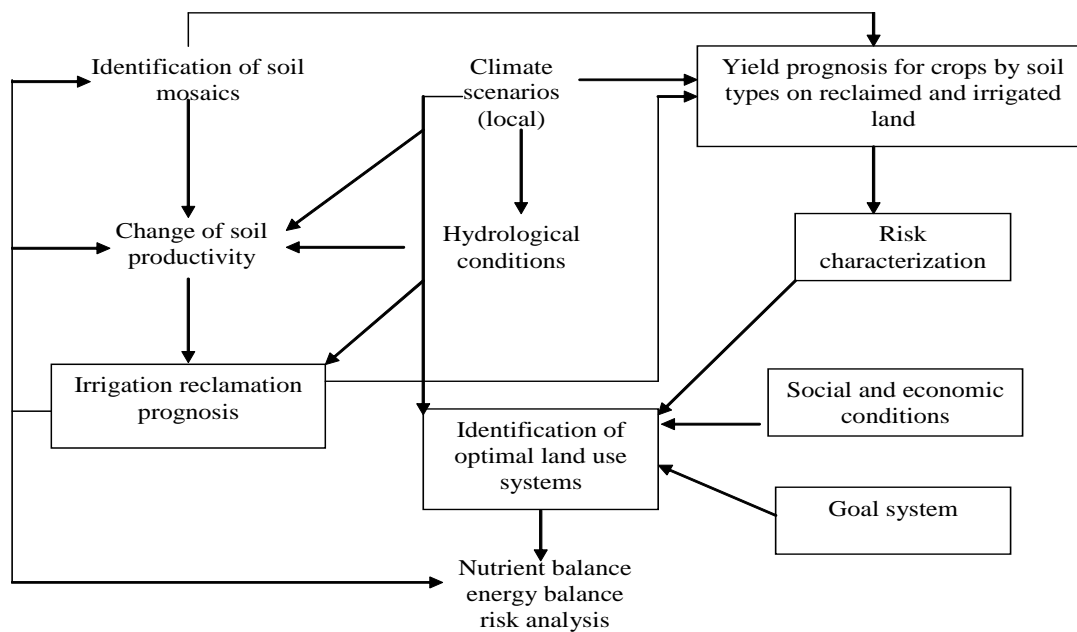 Identification of soil
mosaics
Climate
scenarios
(local)
Yield prognosis for crops by soil
types on reclaimed and irrigated
land
Change of soil
productivity
Hydrological
conditions
Risk
characterization
Irrigation reclamation
prognosis
Social and economic
conditions
Identification of
optimal land use
systems
Goal system
Nutrient balance
energy balance
risk analysis